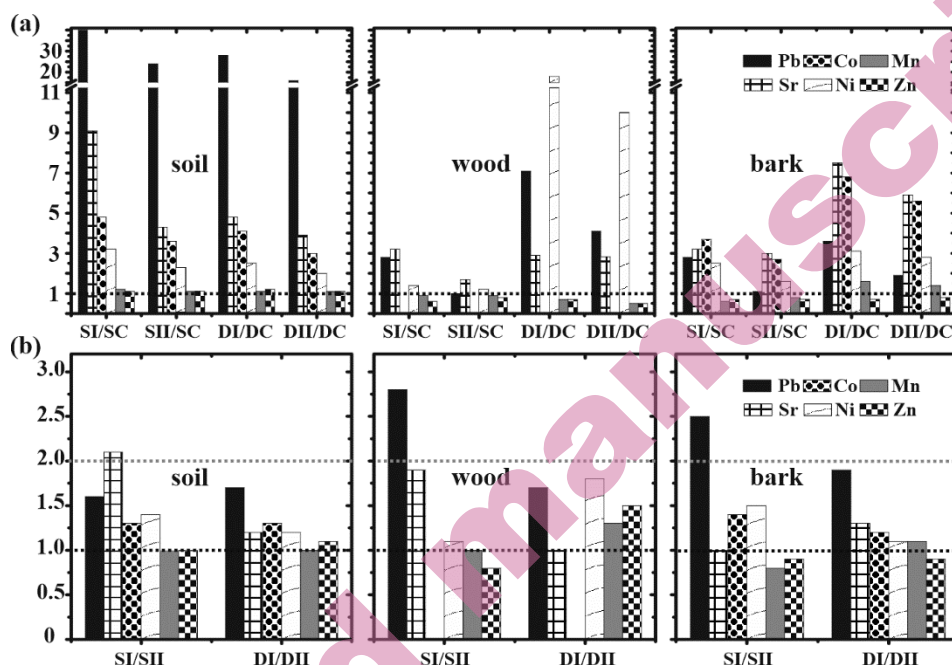 (a)
30
20
11
9
7
5
3
1
soil
wood
bark
Pb Co Mn
Sr Ni Zn
SI/SC SII/SC DI/DC DII/DC
SI/SC SII/SC DI/DC DII/DC
SI/SC SII/SC DI/DC DII/DC
(b)
3.0
2.5
2.0
1.5
1.0
0.5
0
soil
wood
bark
Pb Co Mn
Sr Ni Zn
SI/SII DI/DII
SI/SII DI/DII
SI/SII DI/DII
d manuscri